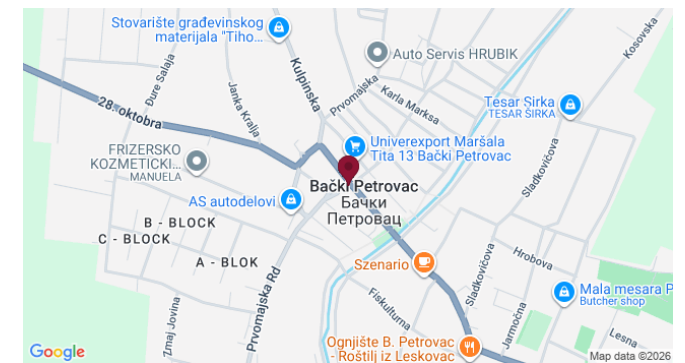 Stovarište građevinskog
materijala "Tiho...
Auto Servis HRUBIK
Kosovska
Đure Salaja
Kulpinska
Prvomajska
Karla Marksa
Janka Kralja
28. oktobra
Tesar Sirka
TESAR SIRKA
Univerexport Maršala
Tita 13 Bački Petrovac
FRIZERSKO
KOZMETICKI...
MANUELA
Sladkovičova
Bački Petrovac
Бачки
Петровац
AS autodelovi
B - BLOCK
C - BLOCK
A - BLOK
Szenario
Hrobova
Sladkovičova
Prvomajska Rd
Zmaj Jovina
Fiskulturna
Mala mesara P
Butcher shop
Jarmočna
Lesna
Ognjište B. Petrovac
- Roštilj iz Leskovac
Google
Map data ©2026